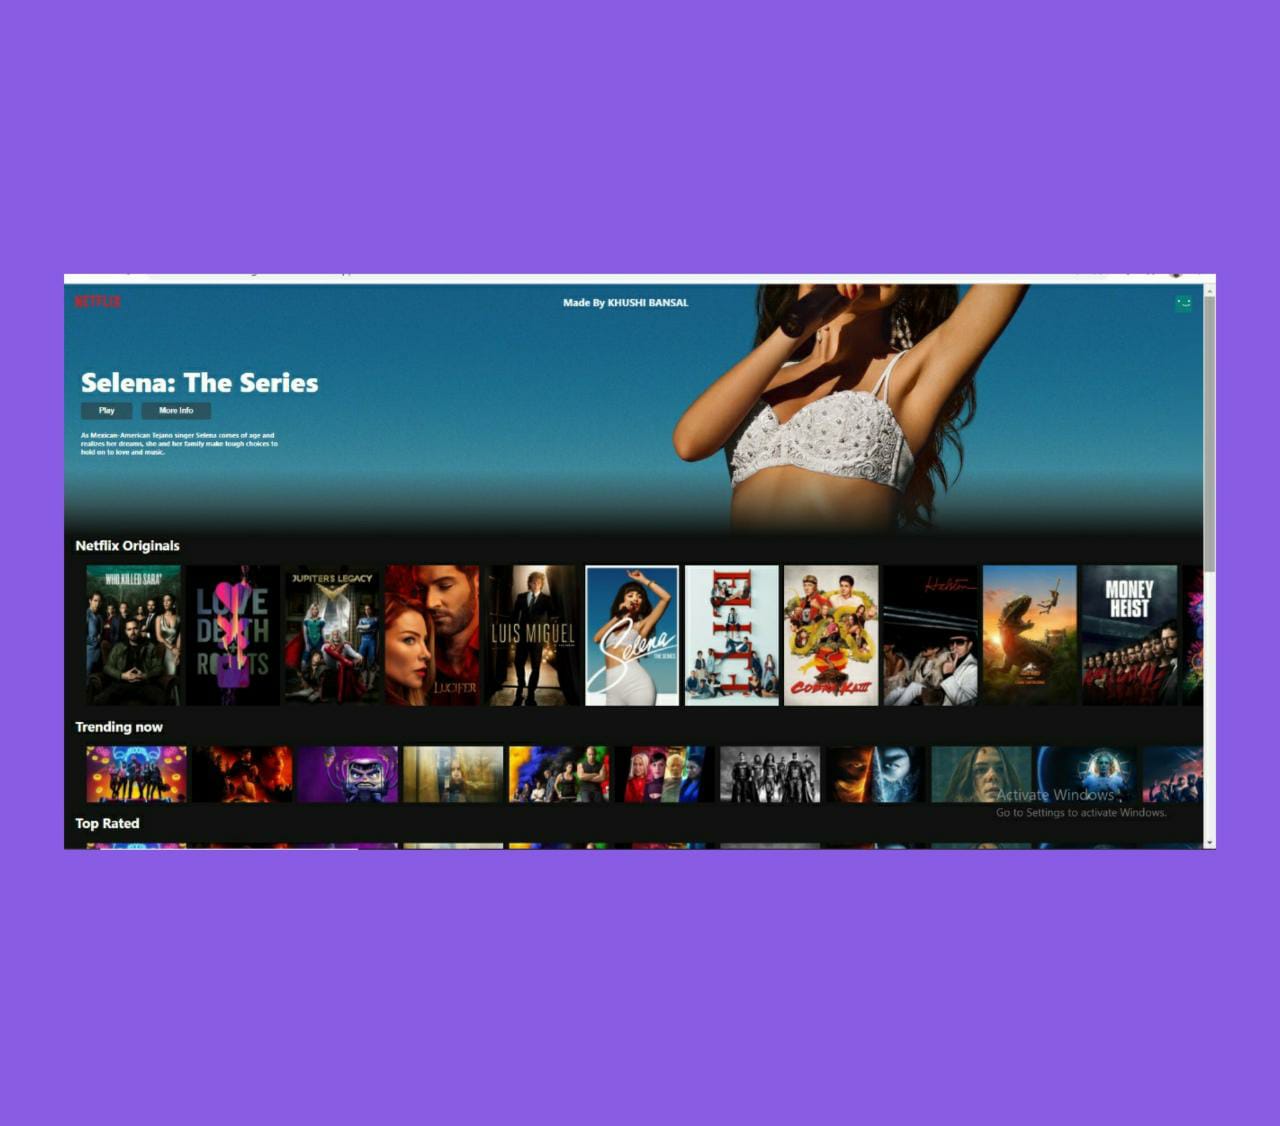 NETFLIX
Made By KHUSHI BANSAL
Selena: The Series
Play
More Info
As Mexican-American Tejano singer Selena comes of age and
realizes her dreams, she and her family make tough choices to
hold on to love and music.
Netflix Originals
WHO KILLED SARA?
LOVE
DEATH
ROBOTS
JUPITER'S LEGACY
LUCIFER
LUIS MIGUEL
Selena
THE SERIES
ELITE
COBRA KAI
Halston
MONEY
HEIST
Trending now
Activate Windows
Go to Settings to activate Windows.
Top Rated